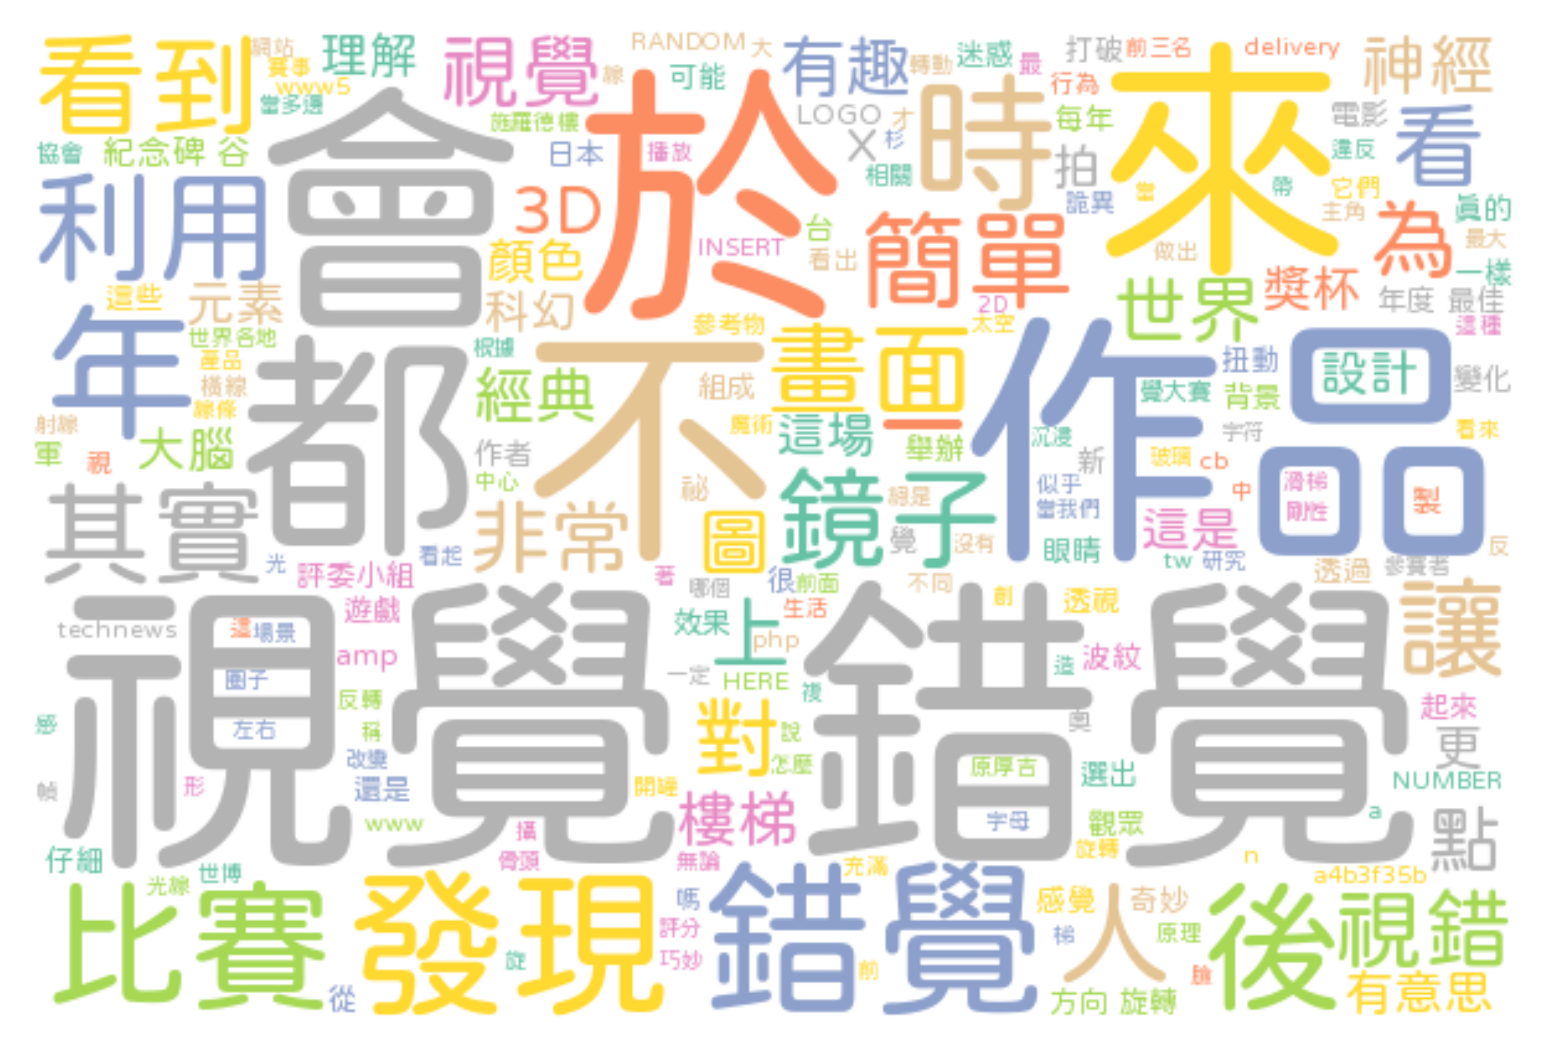 看到
網站
賽事
www5
當多邊
理解
視覺
線
施羅德樓
RANDOM
大
可能
有趣
轉動
迷惑
最
打破
前三名
行為
delivery
神經
協會
紀念碑
谷
會
日本
播放
於
LOGO
才
X
杉
相關
時
每年
拍
詭異
來
當
帶
做出
電影
違反
它們
主角
看
真的
最大
一樣
為
利用
3D
顏色
INSERT
台
看出
簡單
2D
太空
世界
獎杯
年度
最佳
這種
這些
元素
科幻
世界各地
產品
橫線
線條
年
射線
軍
視
大腦
都
根據
經典
作者
中心
不
參考物
組成
魔術
祕
畫面
這場
舉辦
沉浸
作品
扭動
覺大賽
背景
字符
設計
變化
看來
新
玻璃
cb
中
似乎
當我們
滑梯
剛性
製
反
其實
光
看起
非常
圖
鏡子
網是
覺
沒有
眼睛
這是
tw
研究
透過
參賽者
評委小組
著
哪個
很
前面
不同
創
透視
讓
technews
這
場景
遊戲
amp
圈子
反轉
左右
稱
改變
還是
www
視覺錯覺
效果
上
生活
php
一定
HERE
複
造
波紋
奧
起來
更
NUMBER
感
幀
形
對
說
怎麼
開罐
樓梯
無論
攝
骨頭
原厚吉
字母
選出
觀眾
旋轉
a
n
點
a4b3f35b
仔細
世博
光線
比賽
從
發現
旋
嗎
評分
巧妙
錯覺
充滿
前
感覺
梯
人
奇妙
原理
臉
方向
旋轉
後
視錯
有意思